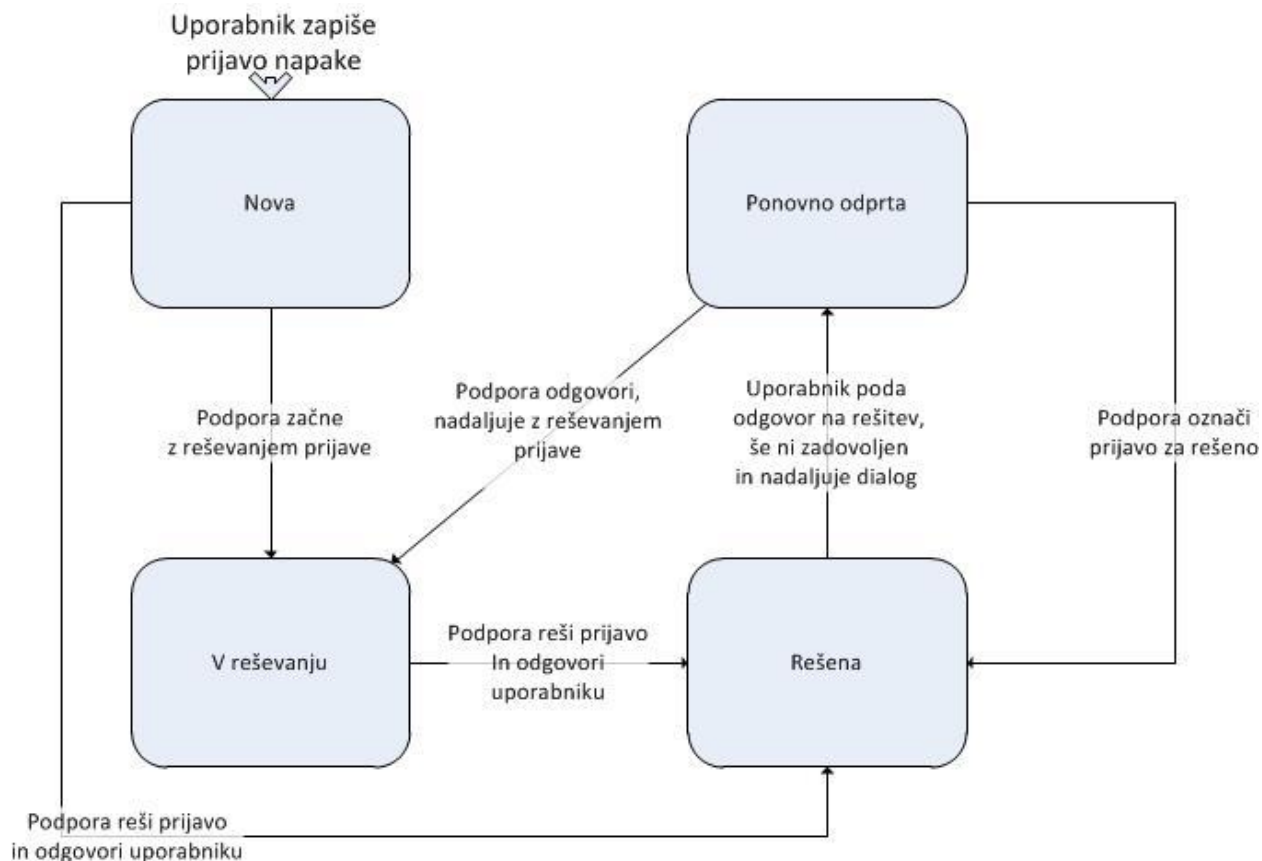 Uporabnik zapiše
prijavo napake
Nova
Ponovno odprta
Podpora začne
z reševanjem prijave
Podpora odgovori,
nadaljuje z reševanjem
prijave
Uporabnik poda
odgovor na rešitev,
še ni zadovoljen
in nadaljuje dialog
Podpora označi
prijavo za rešeno
V reševanju
Podpora reši prijavo
In odgovori
uporabniku
Rešena
Podpora reši prijavo
in odgovori uporabniku